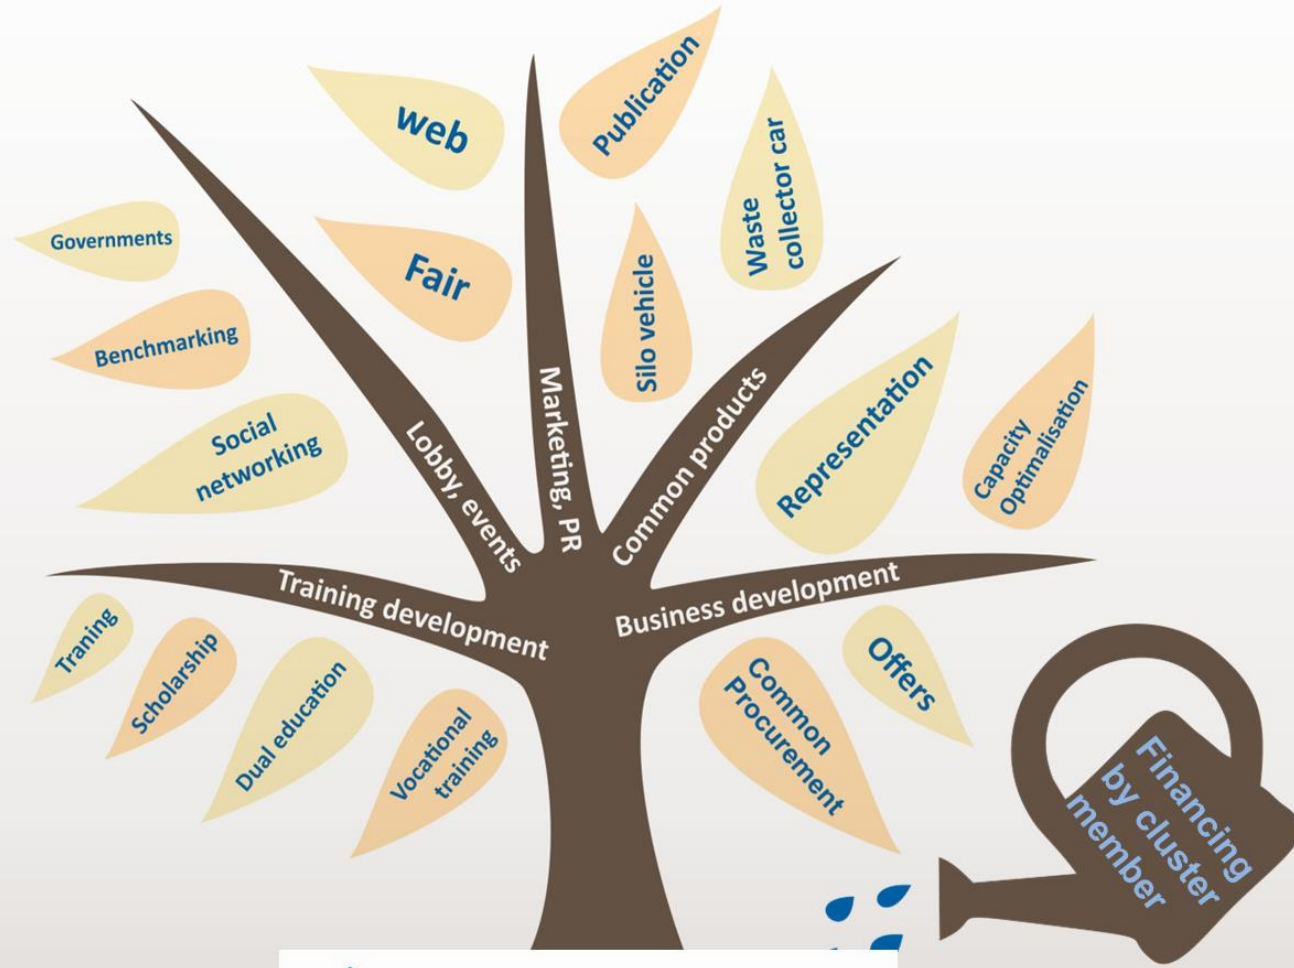 web
Publication
Waste
collector car
Governments
Fair
Silo vehicle
Benchmarking
Social
networking
Lobby, events
Marketing, PR
Common products
Representation
Capacity
Optimalisation
Training development
Business development
Traning
Scholarship
Dual education
Vocational
training
Common
Procurement
Offers
Financing
by cluster
member